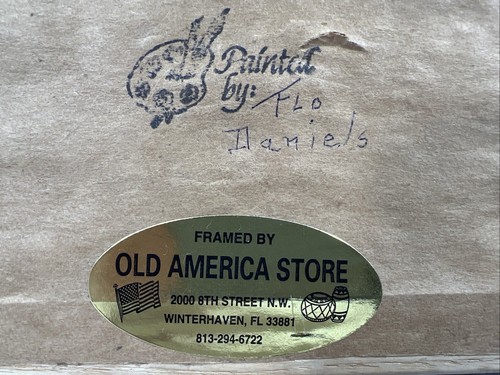 Painted
by: FLO
Daniels
FRAMED BY
OLD AMERICA STORE
2000 8TH STREET N.W.
WINTERHAVEN, FL 33881
813-294-6722